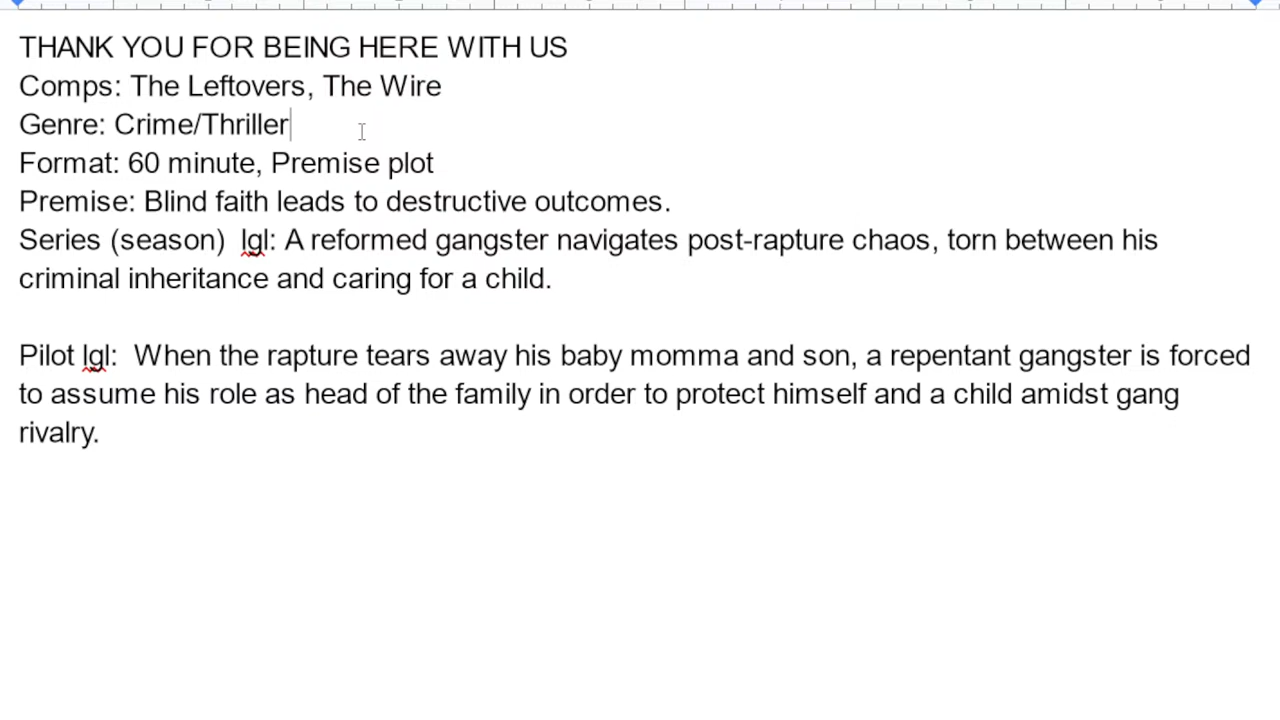 THANK YOU FOR BEING HERE WITH US
Comps: The Leftovers, The Wire
Genre: Crime/Thriller
Format: 60 minute, Premise plot
Premise: Blind faith leads to destructive outcomes.
Series (season)  lgl: A reformed gangster navigates post-rapture chaos, torn between his
criminal inheritance and caring for a child.
Pilot lgl:  When the rapture tears away his baby momma and son, a repentant gangster is forced
to assume his role as head of the family in order to protect himself and a child amidst gang
rivalry.